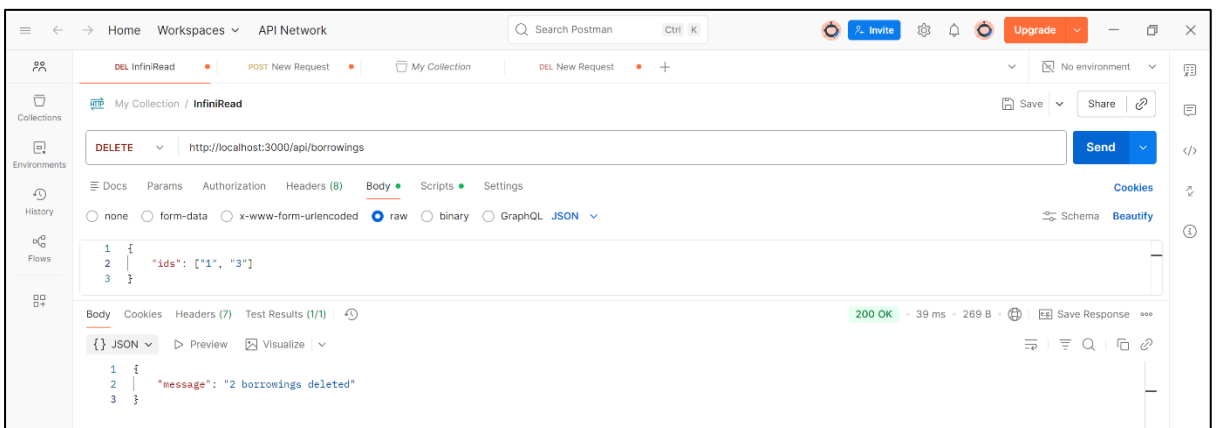 Home Workspaces API Network Search Postman Ctrl K Invite Upgrade
DEL InfiniRead POST New Request My Collection DEL New Request + No environment
HTTP My Collection / InfiniRead Save Share
Collections
DELETE http://localhost:3000/api/borrowings Send
Environments
Docs Params Authorization Headers (8) Body Scripts Settings Cookies
History
none form-data x-www-form-urlencoded raw binary GraphQL JSON Schema Beautify
Flows
1 {
2 "ids": ["1", "3"]
3 }
Body Cookies Headers (7) Test Results (1/1) 200 OK • 39 ms • 269 B • e.g. Save Response
{} JSON Preview Visualize
1 {
2 "message": "2 borrowings deleted"
3 }